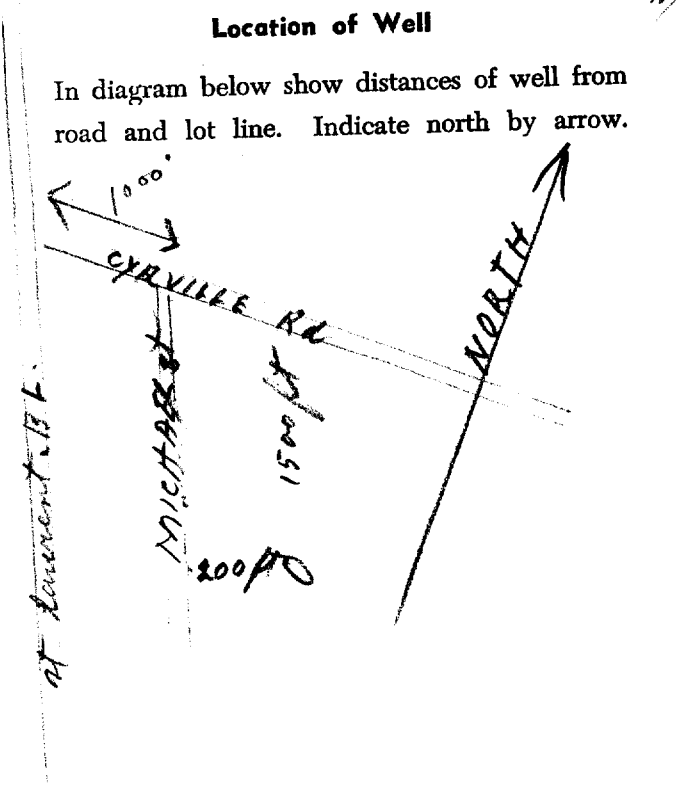 Location of Well
In diagram below show distances of well from
road and lot line. Indicate north by arrow.
1000'
CYRVILLE Rd
NORTH
MICHAEL St
1500 ft
200 ft
St Laurent Bl.